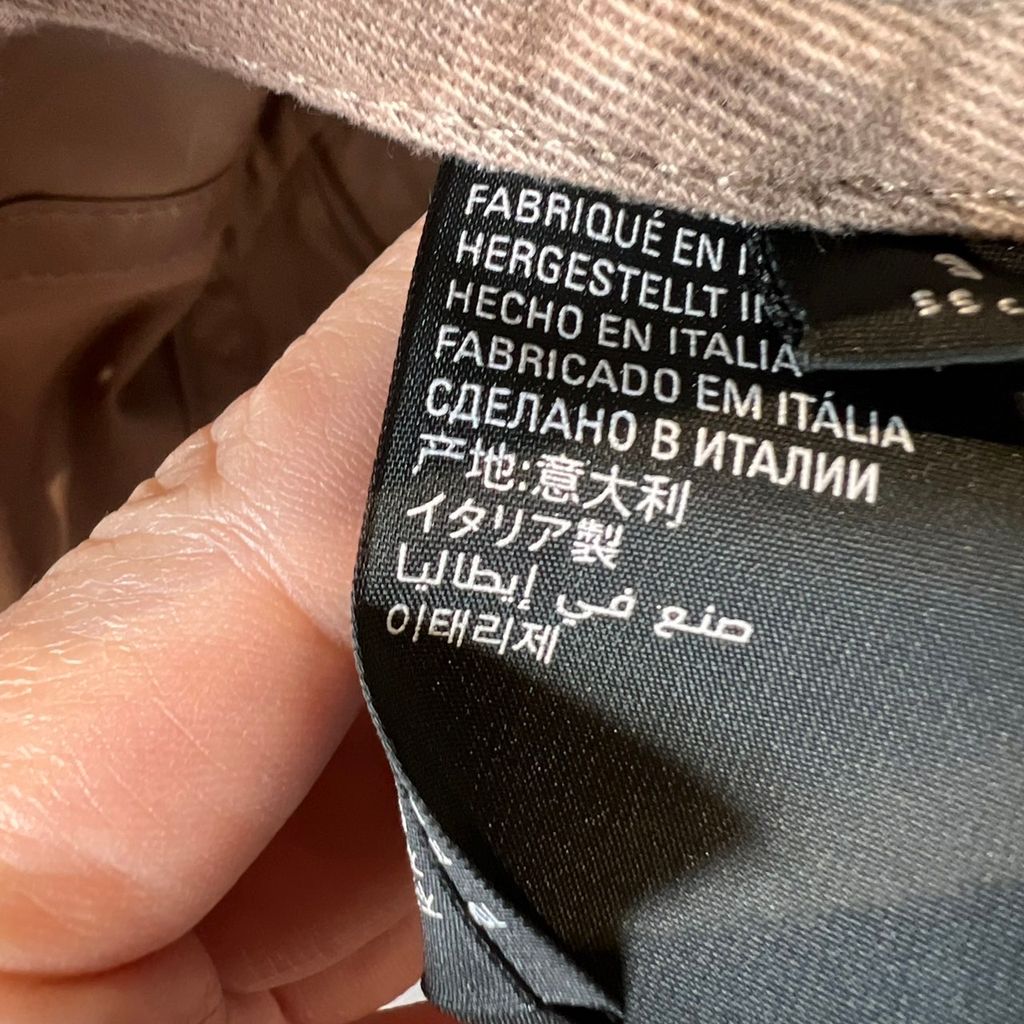 FABRIQUÉ EN
HERGESTELLT
HECHO EN ITALIA
FABRICADO EM ITÁLIA
СДЕЛАНО В ИТАЛИИ
产地:意大利
イタリア製
صنع في إيطاليا
이태리제